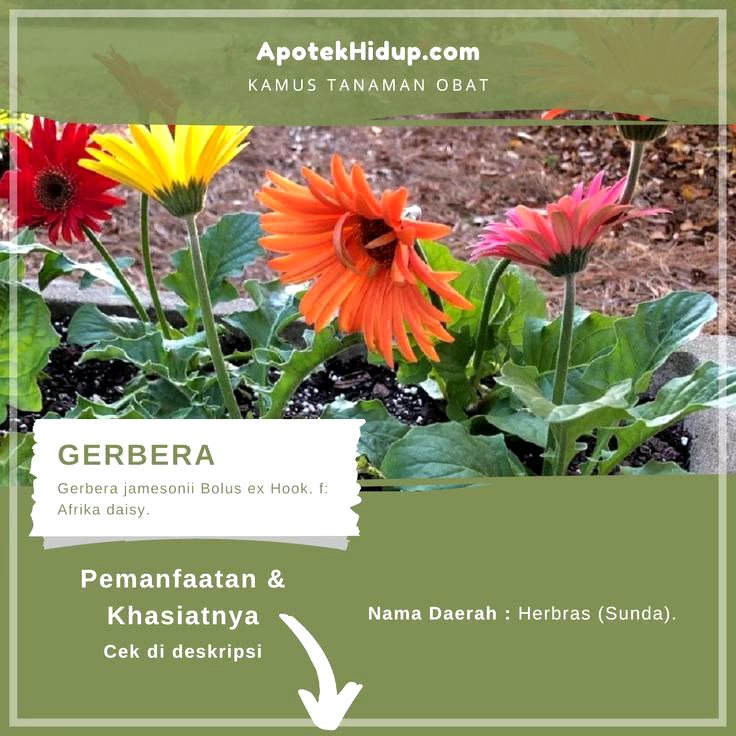 ApotekHidup.com
KAMUS TANAMAN OBAT
GERBERA
Gerbera jamesonii Bolus ex Hook. f:
Afrika daisy.
Pemanfaatan &
Khasiatnya
Cek di deskripsi
Nama Daerah : Herbras (Sunda).